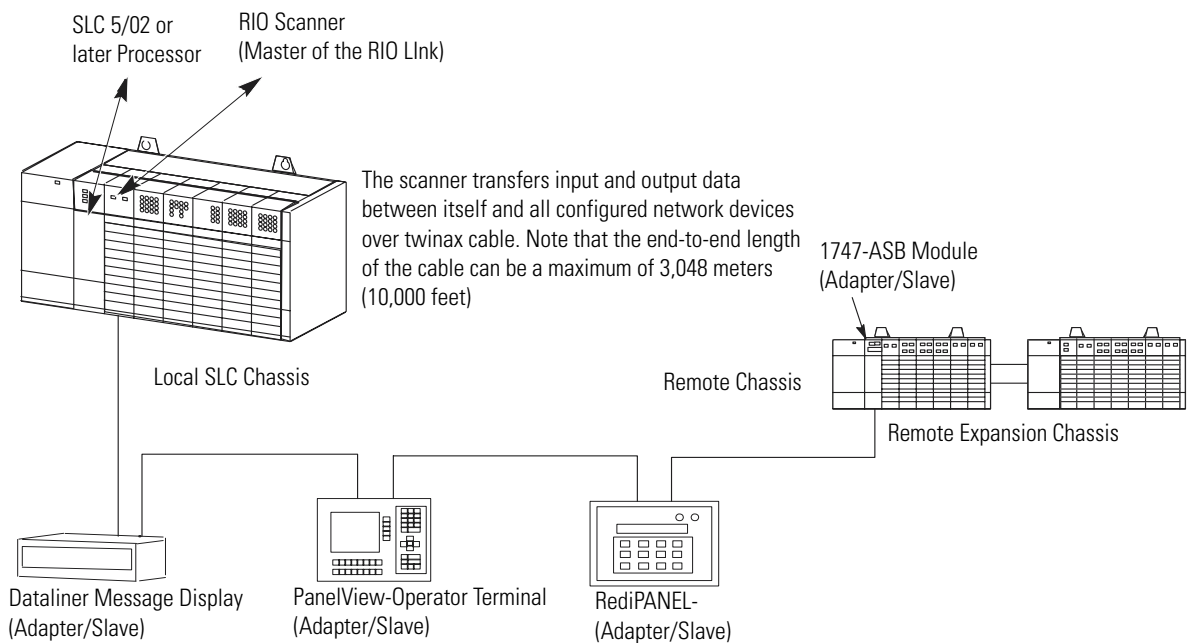 SLC 5/02 or
later Processor
RIO Scanner
(Master of the RIO LInk)
The scanner transfers input and output data
between itself and all configured network devices
over twinax cable. Note that the end-to-end length
of the cable can be a maximum of 3,048 meters
(10,000 feet)
1747-ASB Module
(Adapter/Slave)
Local SLC Chassis
Remote Chassis
Remote Expansion Chassis
Dataliner Message Display
(Adapter/Slave)
PanelView-Operator Terminal
(Adapter/Slave)
RediPANEL-
(Adapter/Slave)